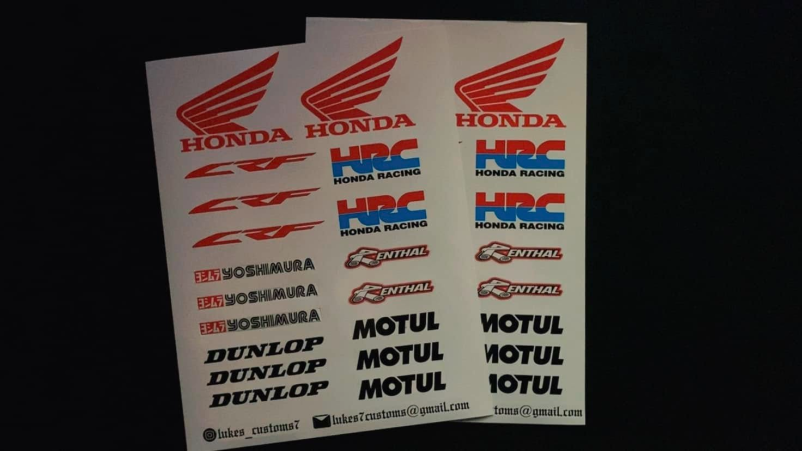 HONDA HONDA HONDA
CRF HRC HRC
HONDA RACING HONDA RACING
CRF HRC HRC
HONDA RACING HONDA RACING
CRF
RENTHAL RENTHAL
ヨシムラ YOSHIMURA
ヨシムラ YOSHIMURA RENTHAL RENTHAL
ヨシムラ YOSHIMURA MOTUL MOTUL
DUNLOP MOTUL MOTUL
DUNLOP MOTUL MOTUL
DUNLOP
lukes_customs7 lukes7customs@gmail.com toms@gmail.com